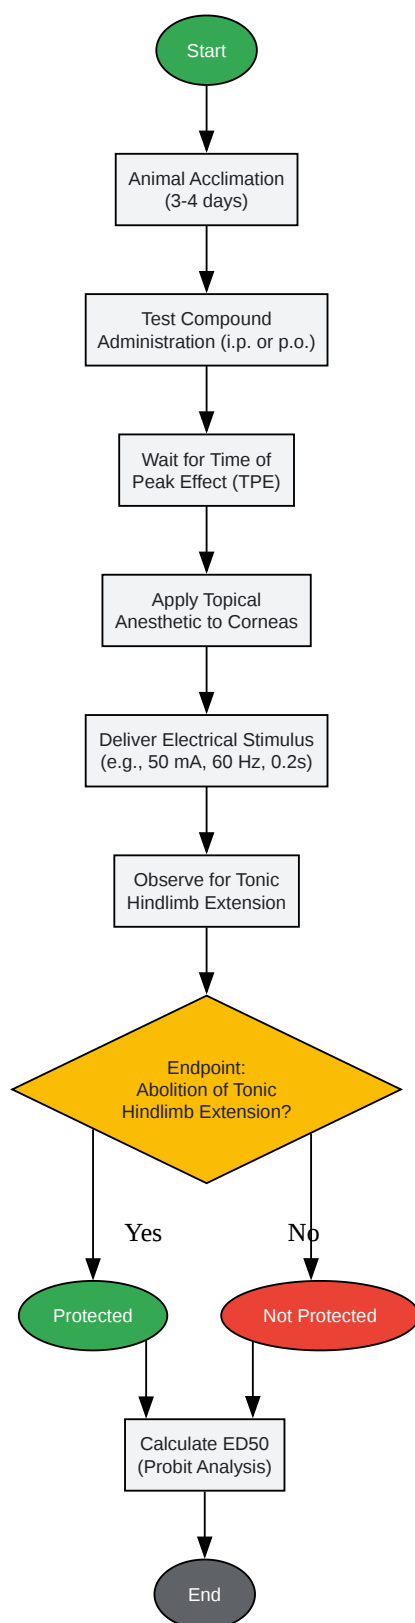 Start
Animal Acclimation
(3-4 days)
Test Compound
Administration (i.p. or p.o.)
Wait for Time of
Peak Effect (TPE)
Apply Topical
Anesthetic to Corneas
Deliver Electrical Stimulus
(e.g., 50 mA, 60 Hz, 0.2s)
Observe for Tonic
Hindlimb Extension
Endpoint:
Abolition of Tonic
Hindlimb Extension?
Yes
No
Protected
Not Protected
Calculate ED50
(Probit Analysis)
End